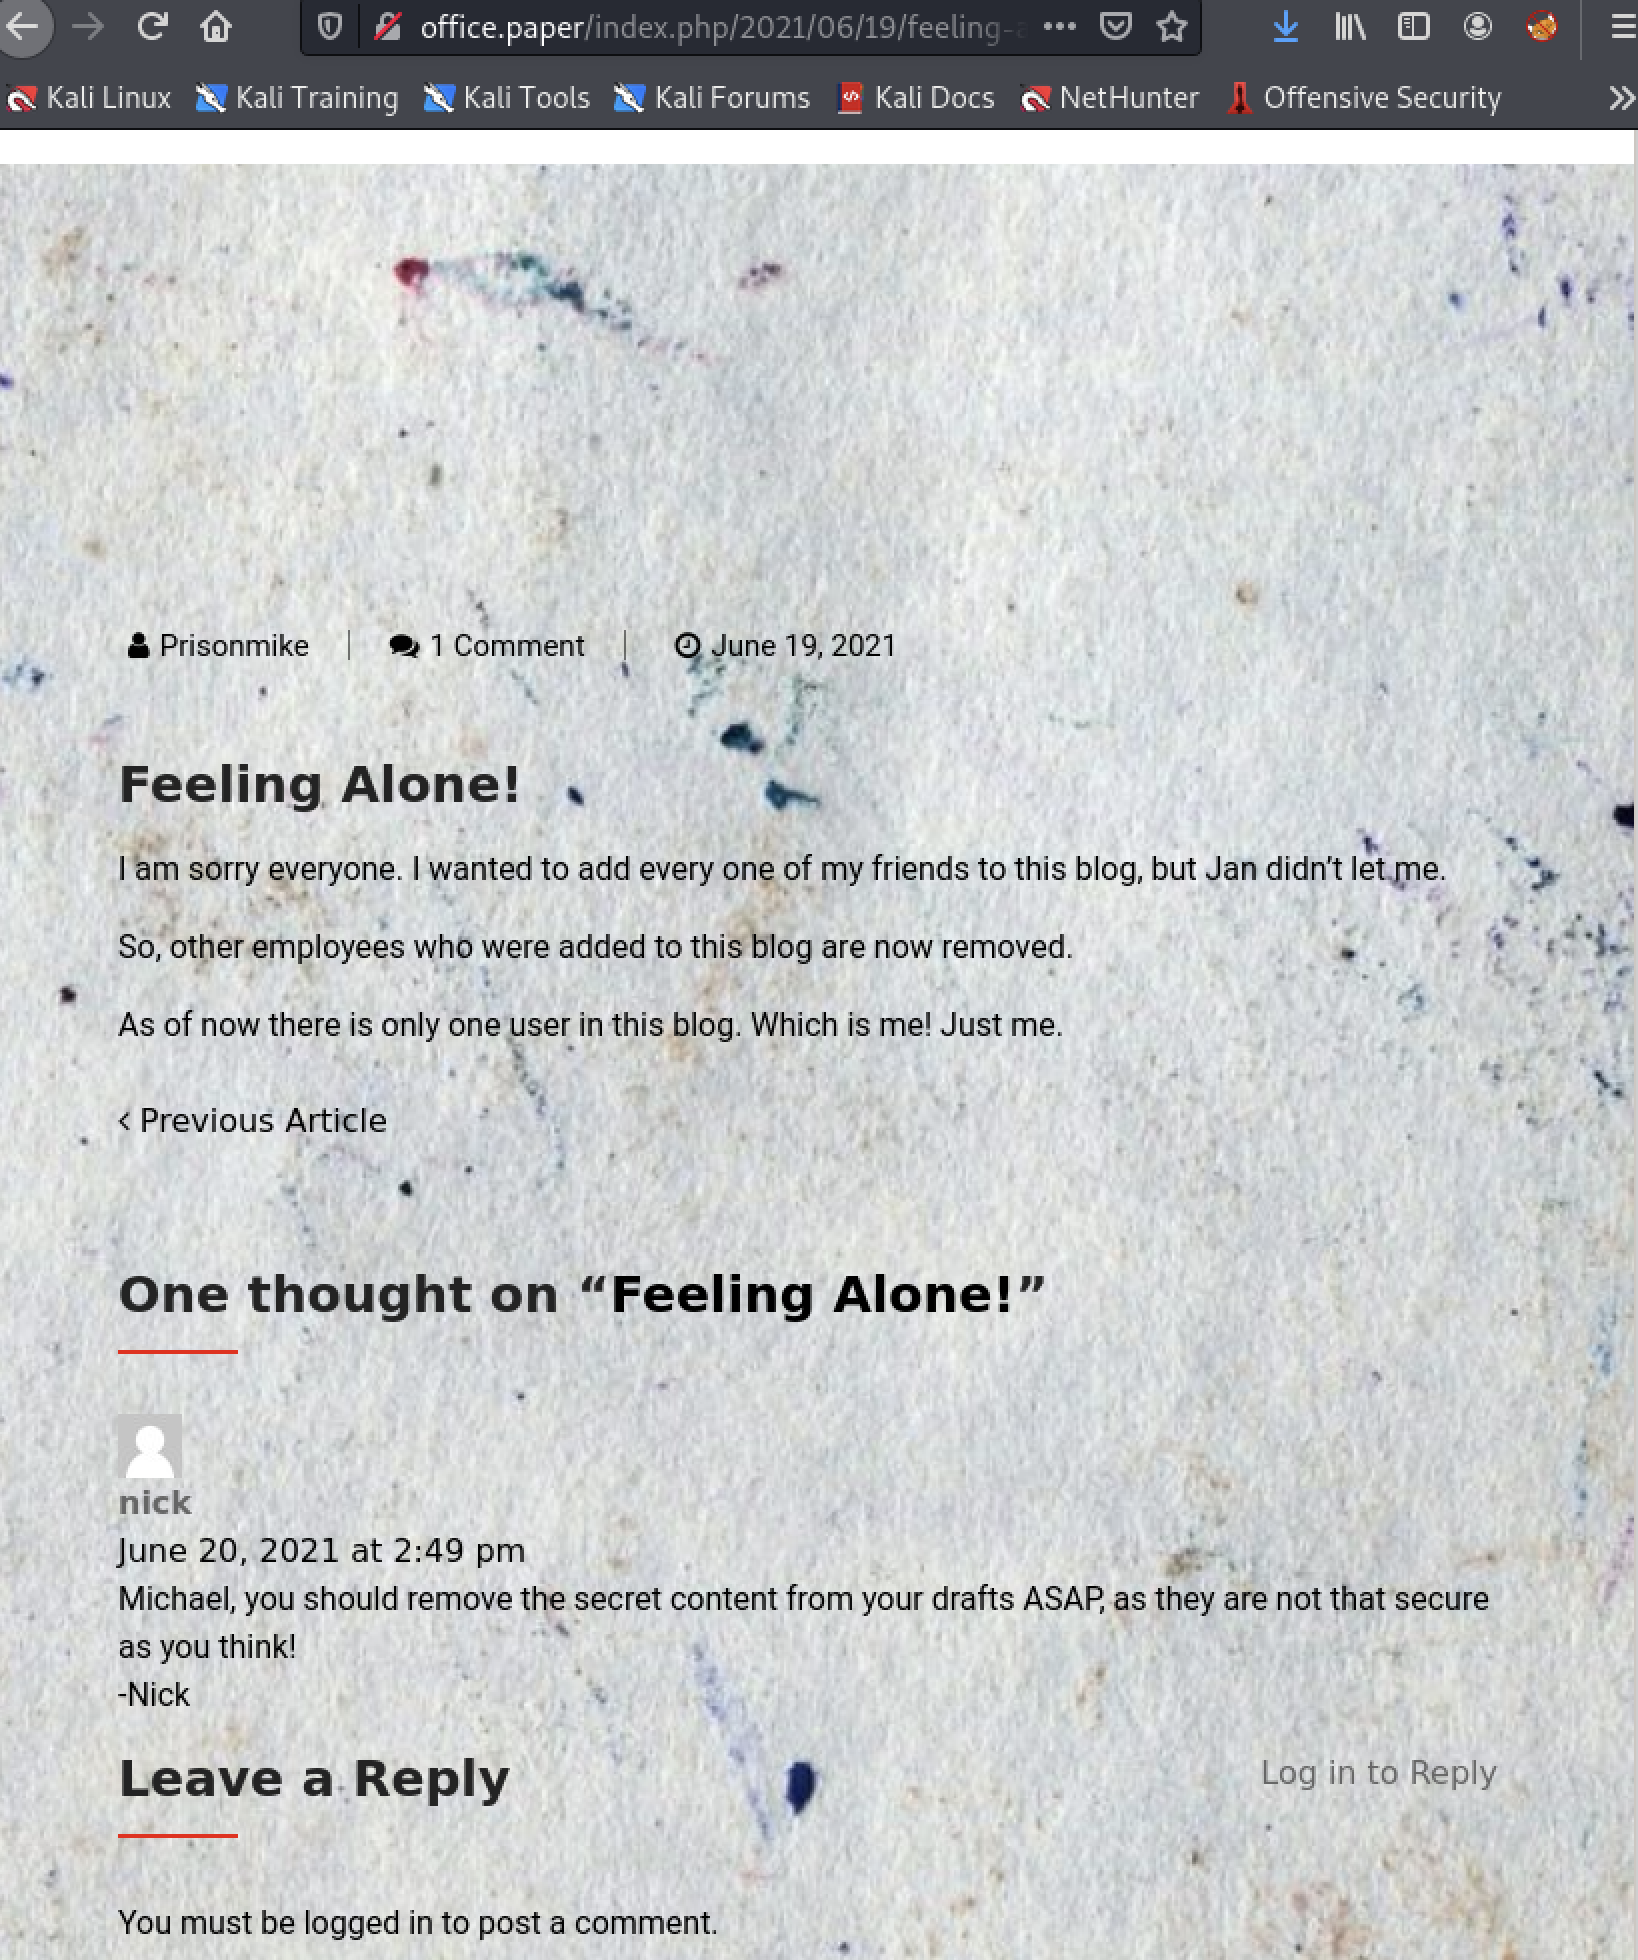 office.paper/index.php/2021/06/19/feeling-a
Kali Linux Kali Training Kali Tools Kali Forums Kali Docs NetHunter Offensive Security
Prisonmike 1 Comment June 19, 2021
Feeling Alone!
I am sorry everyone. I wanted to add every one of my friends to this blog, but Jan didn’t let me.
So, other employees who were added to this blog are now removed.
As of now there is only one user in this blog. Which is me! Just me.
‹ Previous Article
One thought on “Feeling Alone!”
nick
June 20, 2021 at 2:49 pm
Michael, you should remove the secret content from your drafts ASAP, as they are not that secure
as you think!
-Nick
Leave a Reply
Log in to Reply
You must be logged in to post a comment.